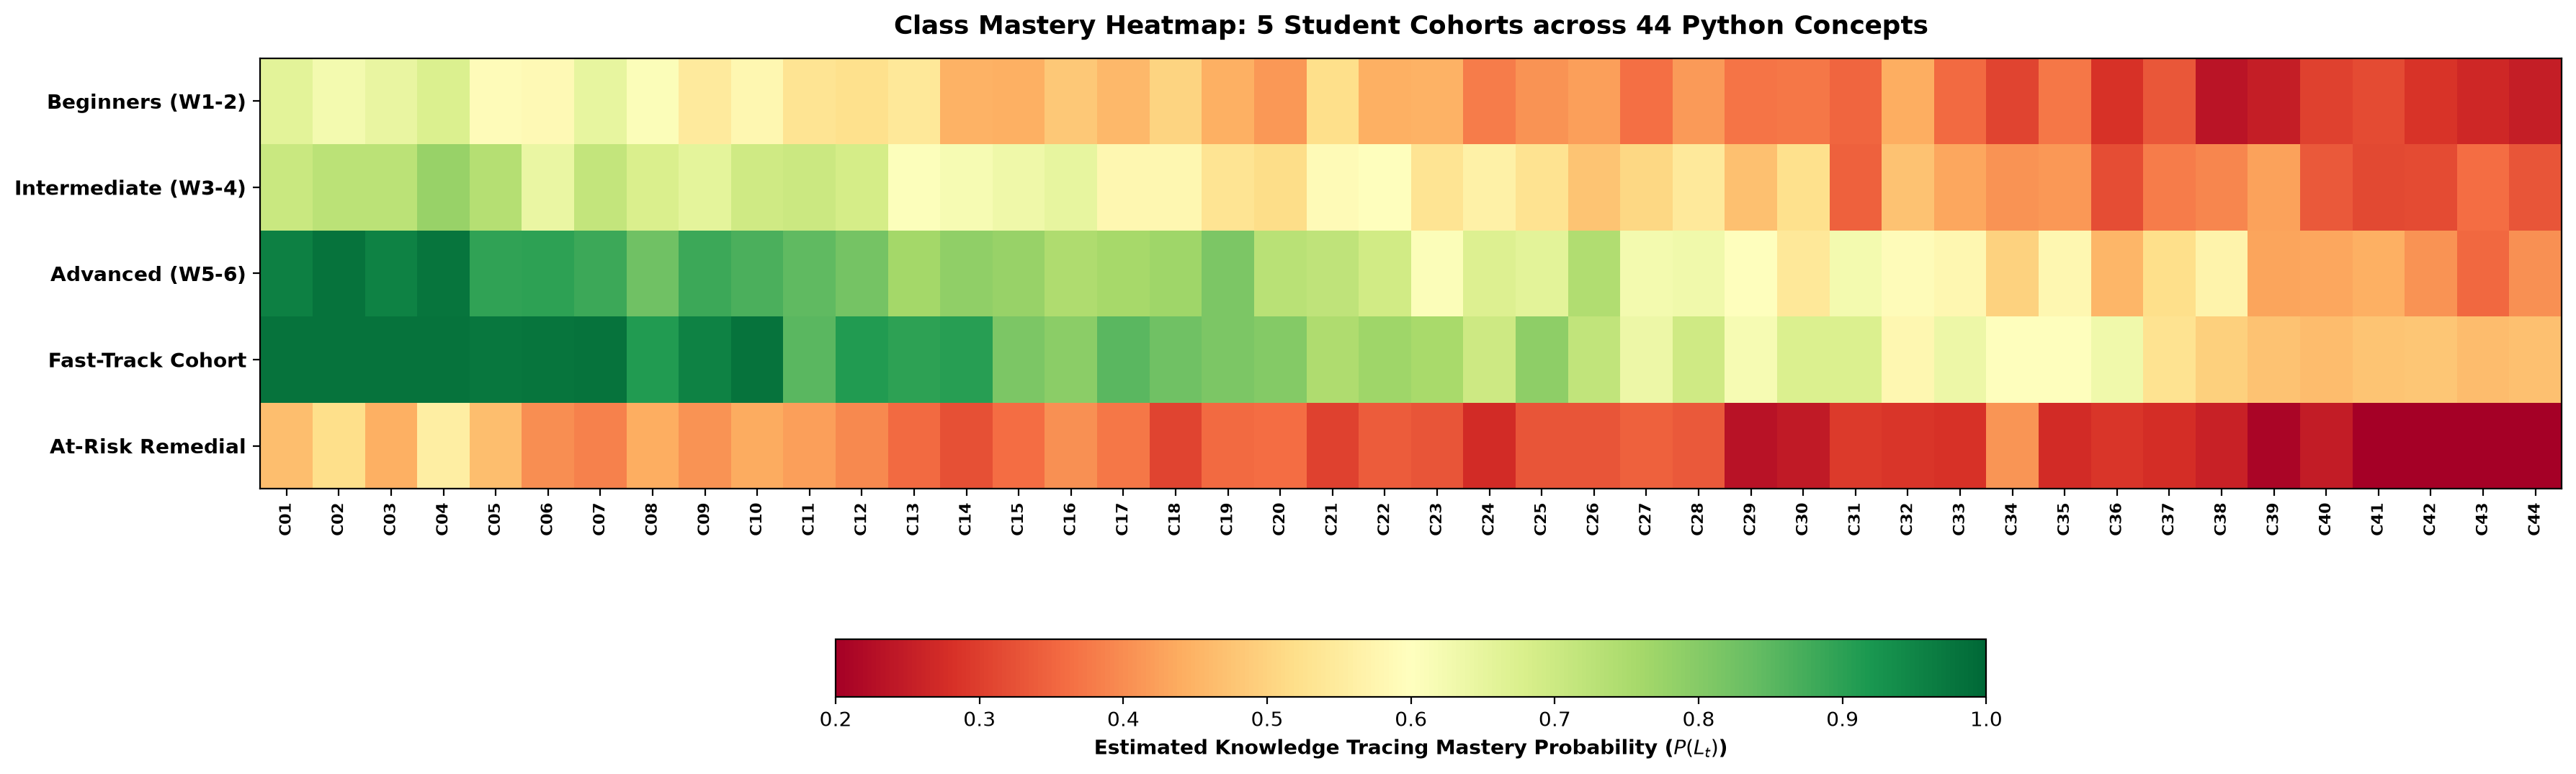 Class Mastery Heatmap: 5 Student Cohorts across 44 Python Concepts
Beginners (W1-2)
Intermediate (W3-4)
Advanced (W5-6)
Fast-Track Cohort
At-Risk Remedial
C01 C02 C03 C04 C05 C06 C07 C08 C09 C10 C11 C12 C13 C14 C15 C16 C17 C18 C19 C20 C21 C22 C23 C24 C25 C26 C27 C28 C29 C30 C31 C32 C33 C34 C35 C36 C37 C38 C39 C40 C41 C42 C43 C44
0.2 0.3 0.4 0.5 0.6 0.7 0.8 0.9 1.0
Estimated Knowledge Tracing Mastery Probability (P(Lₜ))